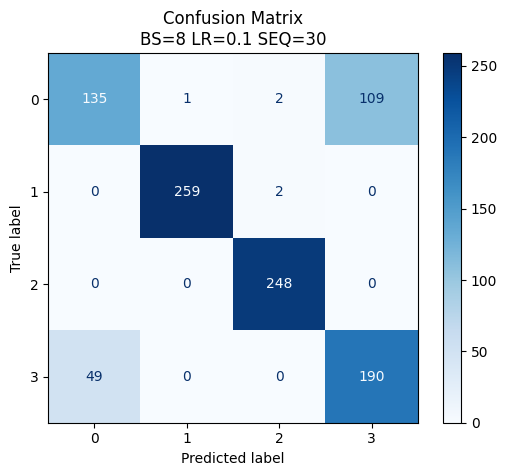 Confusion Matrix
BS=8 LR=0.1 SEQ=30
True label
0
135 1 2 109
1
0 259 2 0
2
0 0 248 0
3
49 0 0 190
0 1 2 3
Predicted label
250
200
150
100
50
0